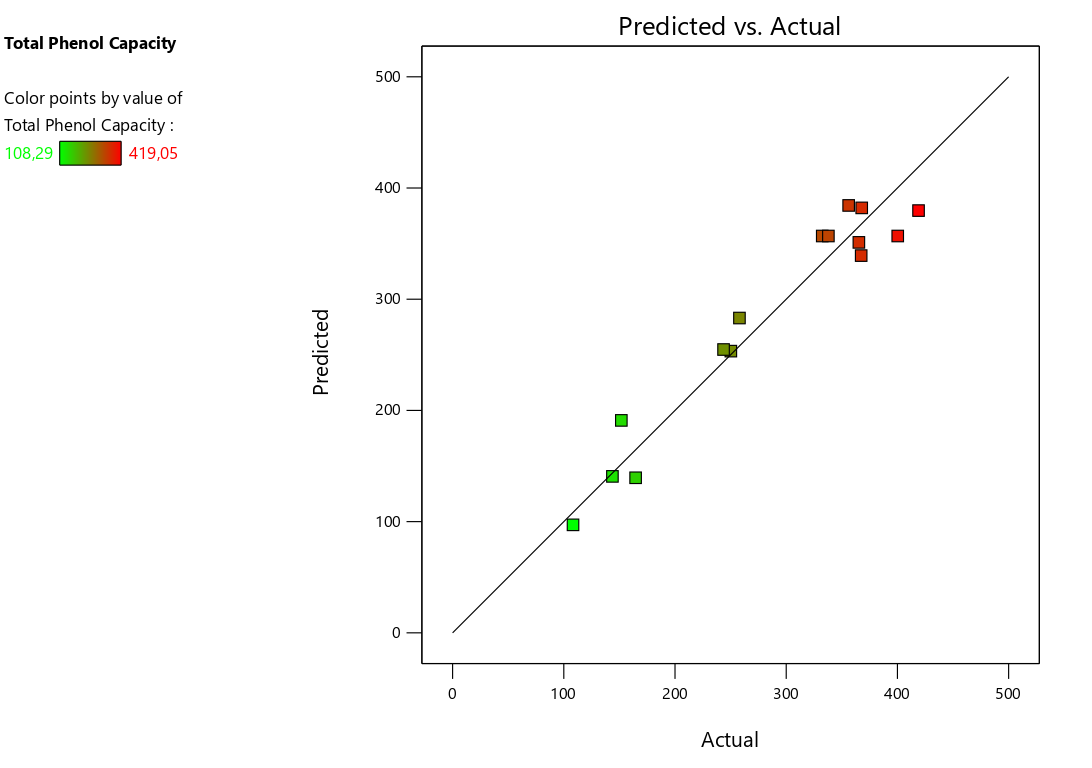 Predicted vs. Actual
Total Phenol Capacity
Color points by value of
Total Phenol Capacity :
108,29 419,05
500
400
300
200
100
0
Predicted
0 100 200 300 400 500
Actual